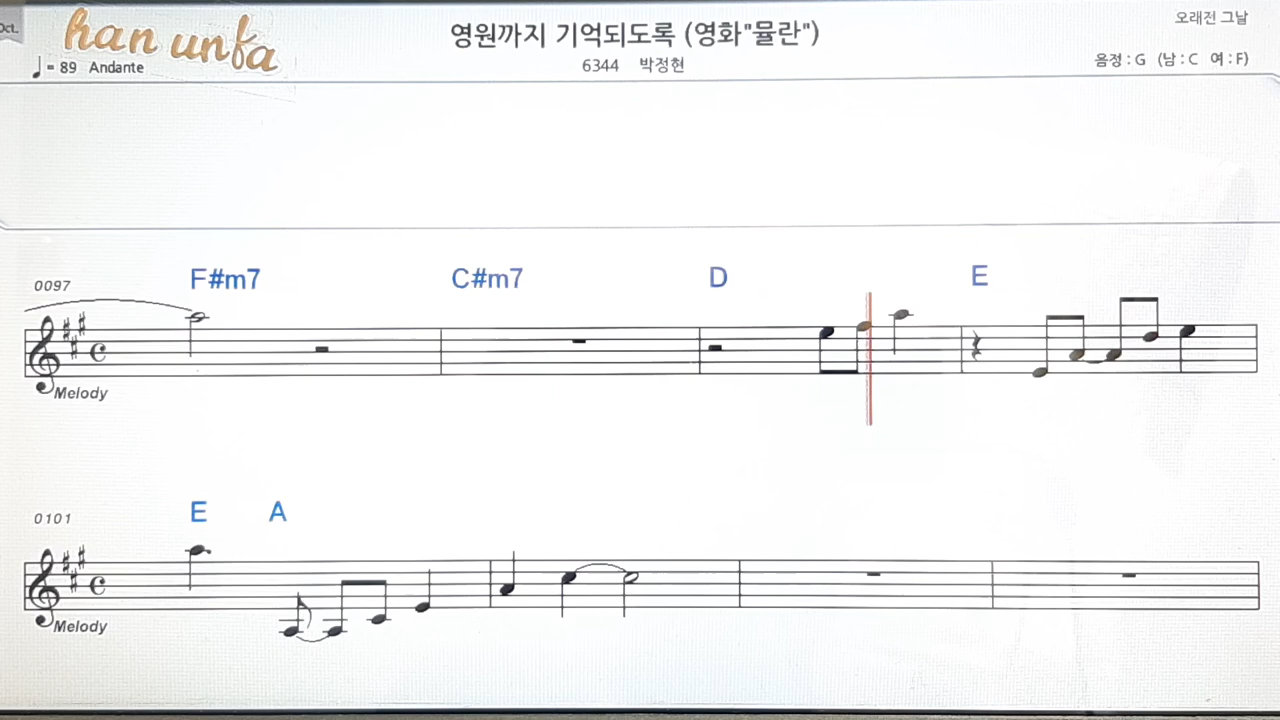 Oct.
han unfa
영원까지 기억되도록 (영화"뮬란")
오래전 그날
♩= 89 Andante
6344 박정현
음정 : G (남 : C 여 : F)
F#m7 C#m7 D E
0097
Melody
E A
0101
Melody